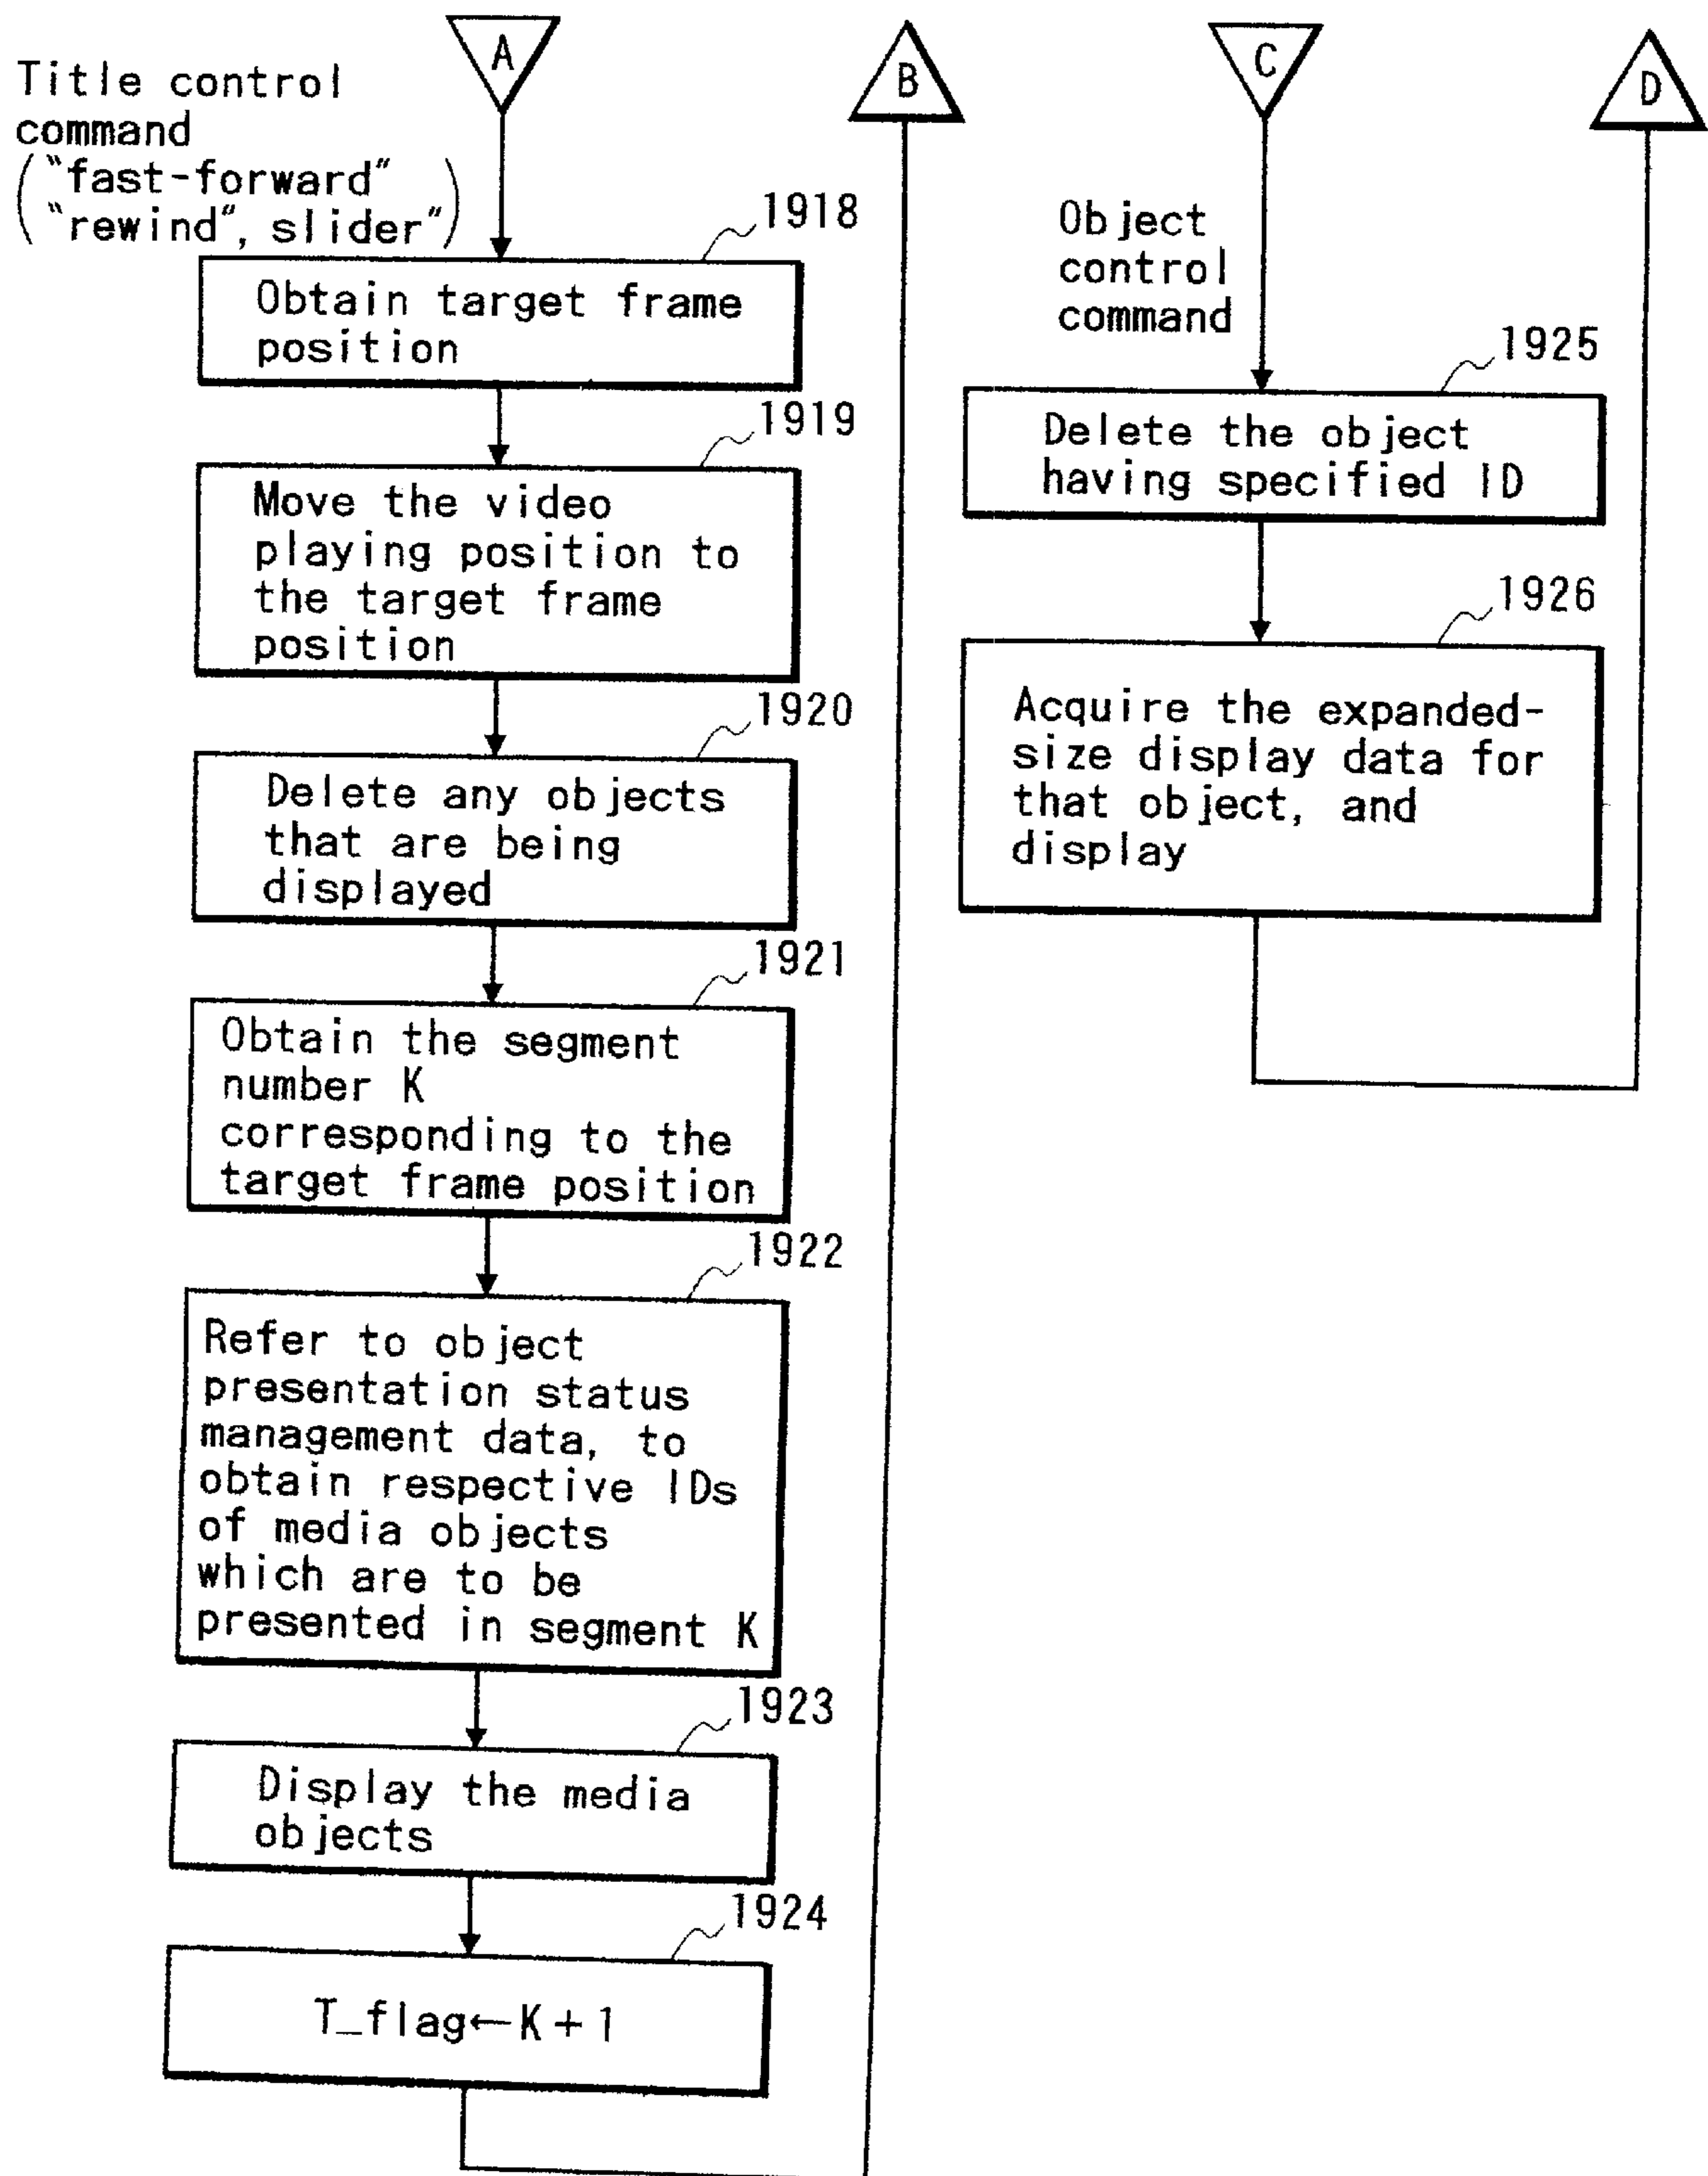 A
Title control
command
("fast-forward"
"rewind", slider")
1918
Obtain target frame
position
1919
Move the video
playing position to
the target frame
position
1920
Delete any objects
that are being
displayed
1921
Obtain the segment
number K
corresponding to the
target frame position
1922
Refer to object
presentation status
management data, to
obtain respective IDs
of media objects
which are to be
presented in segment K
1923
Display the media
objects
1924
T_flag←K+1
B
C
Object
control
command
1925
Delete the object
having specified ID
1926
Acquire the expanded-
size display data for
that object, and
display
D